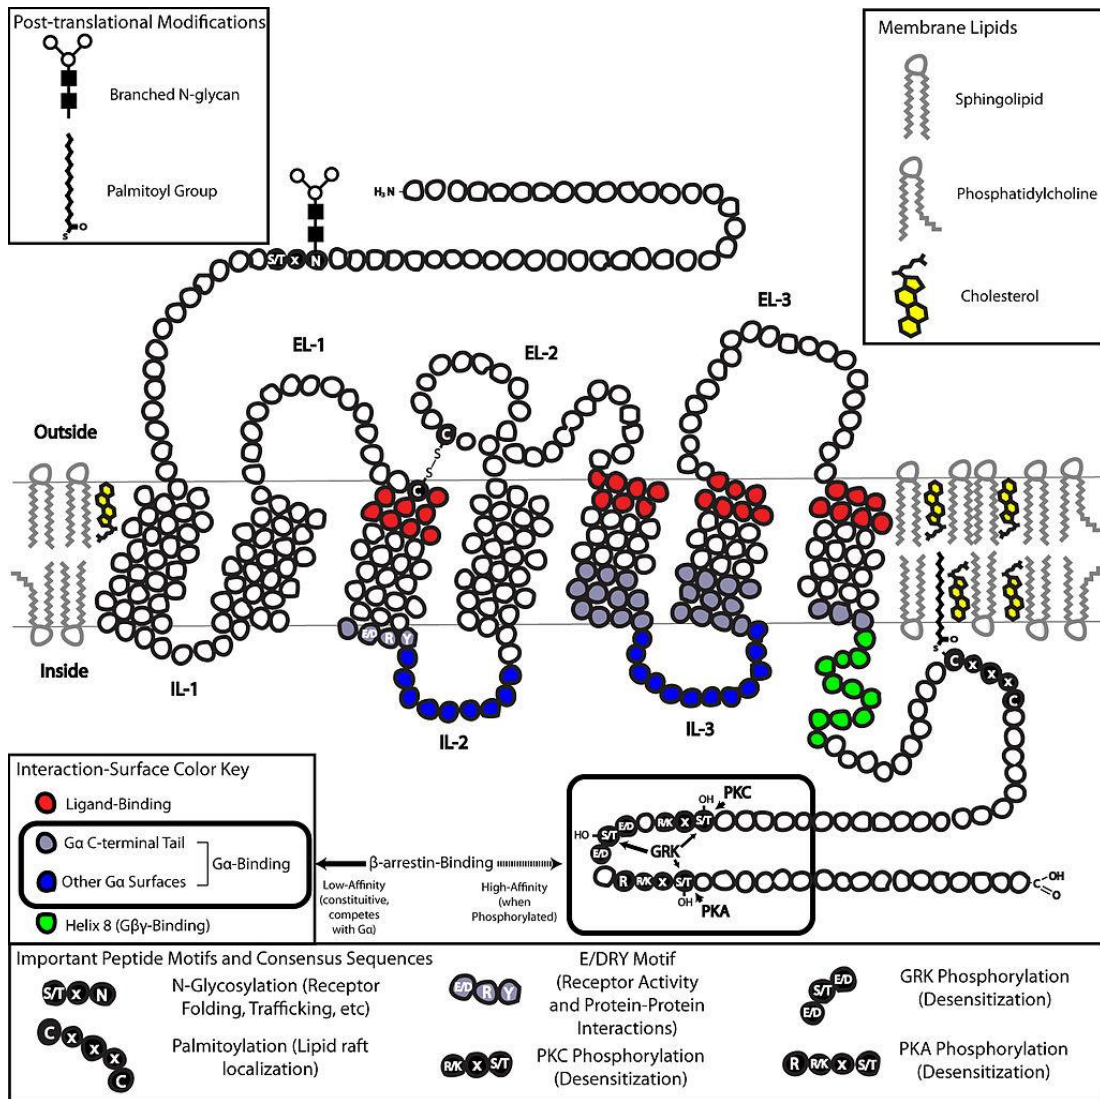 Post-translational Modifications
Branched N-glycan
Palmitoyl Group
S
O
Membrane Lipids
Sphingolipid
Phosphatidylcholine
Cholesterol
H₃N
S/T x N
EL-1
EL-2
EL-3
Outside
C
S
S
C
Inside
E/D R Y
IL-1
IL-2
IL-3
S
O
C x x x C
Interaction-Surface Color Key
Ligand-Binding
Gα C-terminal Tail
Other Gα Surfaces
Gα-Binding
Helix 8 (Gβγ-Binding)
β-arrestin-Binding
Low-Affinity
(constitutive,
competes
with Gα)
High-Affinity
(when
Phosphorylated)
OH
PKC
E/D R/K x S/T
HO
S/T
GRK
E/D
R R/K x S/T
OH
PKA
C
OH
O
Important Peptide Motifs and Consensus Sequences
S/T x N
N-Glycosylation (Receptor
Folding, Trafficking, etc)
C x x x C
Palmitoylation (Lipid raft
localization)
E/D R Y
E/DRY Motif
(Receptor Activity
and Protein-Protein
Interactions)
R/K x S/T
PKC Phosphorylation
(Desensitization)
E/D
S/T
E/D
GRK Phosphorylation
(Desensitization)
R R/K x S/T
PKA Phosphorylation
(Desensitization)